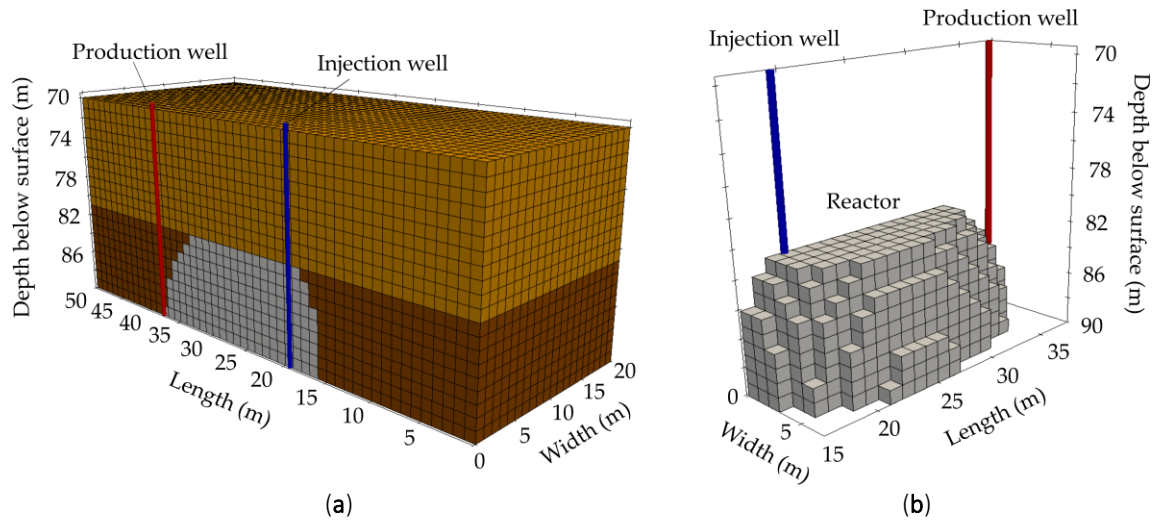 Production well
Injection well
Depth below surface (m)
70
74
78
82
86
50
45
40
35
30
25
20
15
10
5
0
Length (m)
5
10
15
20
Width (m)
(a)
Production well
Injection well
Reactor
70
74
78
82
86
90
Depth below surface (m)
0
5
Width (m)
15
20
25
30
35
Length (m)
(b)